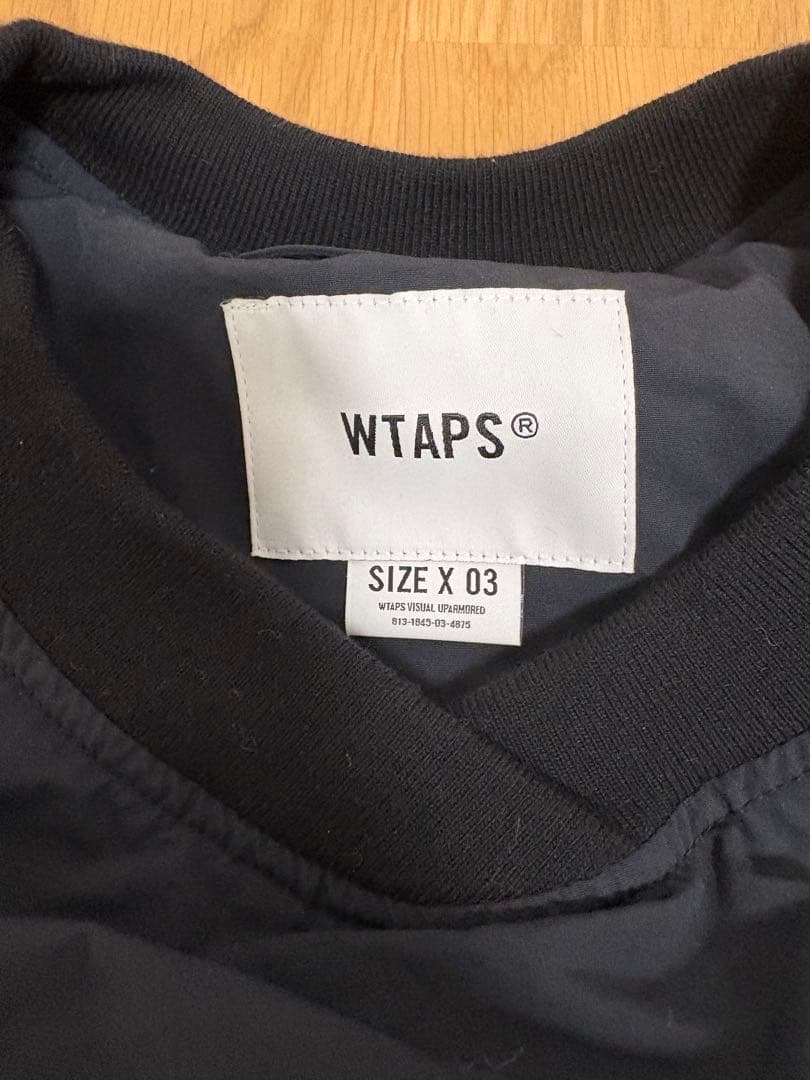 WTAPS®
SIZE X 03
WTAPS VISUAL UPARMORED
813-1845-03-4875